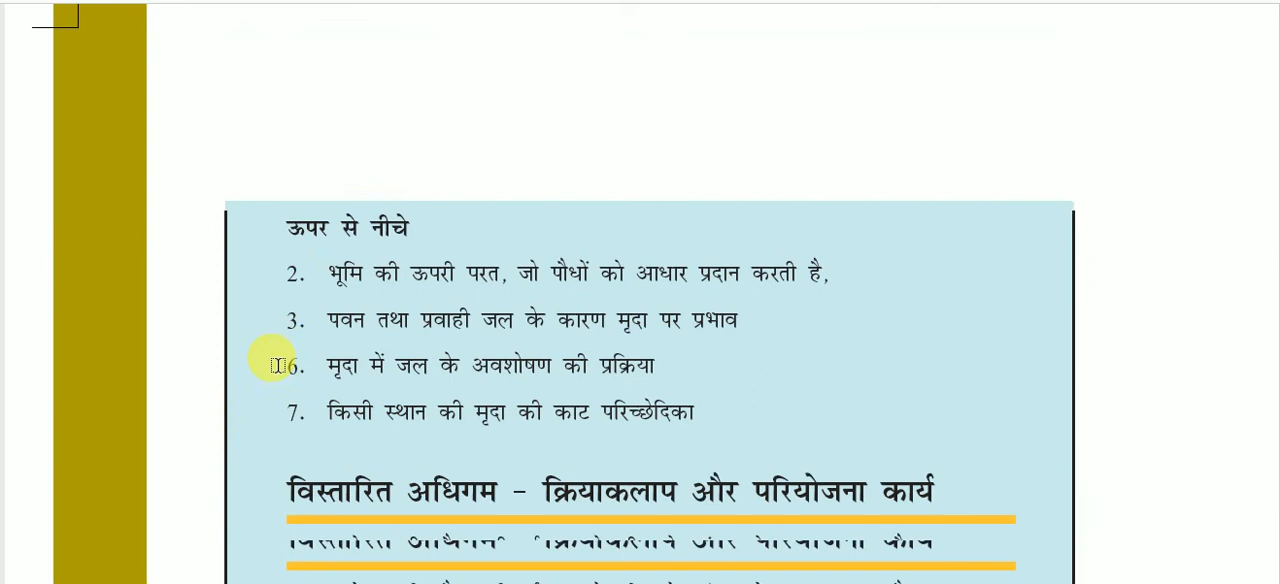 ऊपर से नीचे
2. भूमि की ऊपरी परत, जो पौधों को आधार प्रदान करती है,
3. पवन तथा प्रवाही जल के कारण मृदा पर प्रभाव
6. मृदा में जल के अवशोषण की प्रक्रिया
7. किसी स्थान की मृदा की काट परिच्छेदिका
विस्तारित अधिगम - क्रियाकलाप और परियोजना कार्य